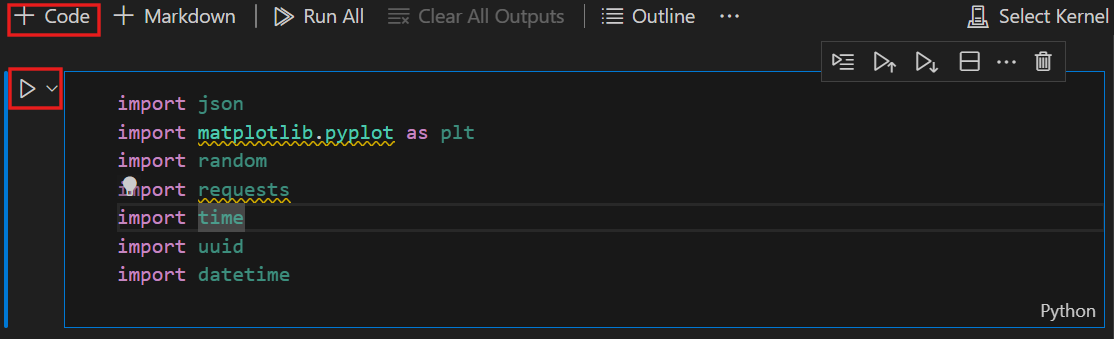 Code Markdown Run All Clear All Outputs Outline ... Select Kernel
import json
import matplotlib.pyplot as plt
import random
import requests
import time
import uuid
import datetime
Python